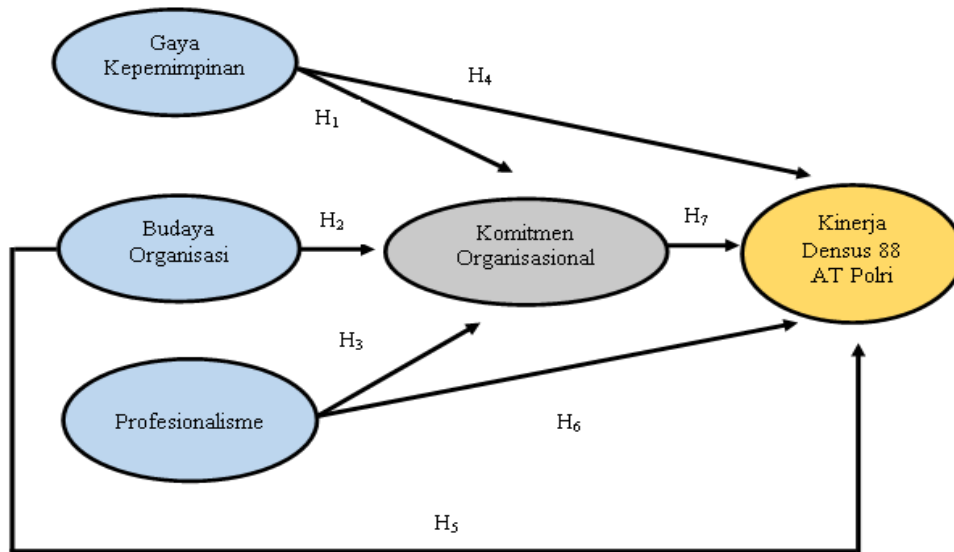 Gaya
Kepemimpinan
H₄
H₁
Budaya
Organisasi
H₂
Komitmen
Organisasional
H₇
Kinerja
Densus 88
AT Polri
H₃
Profesionalisme
H₆
H₅